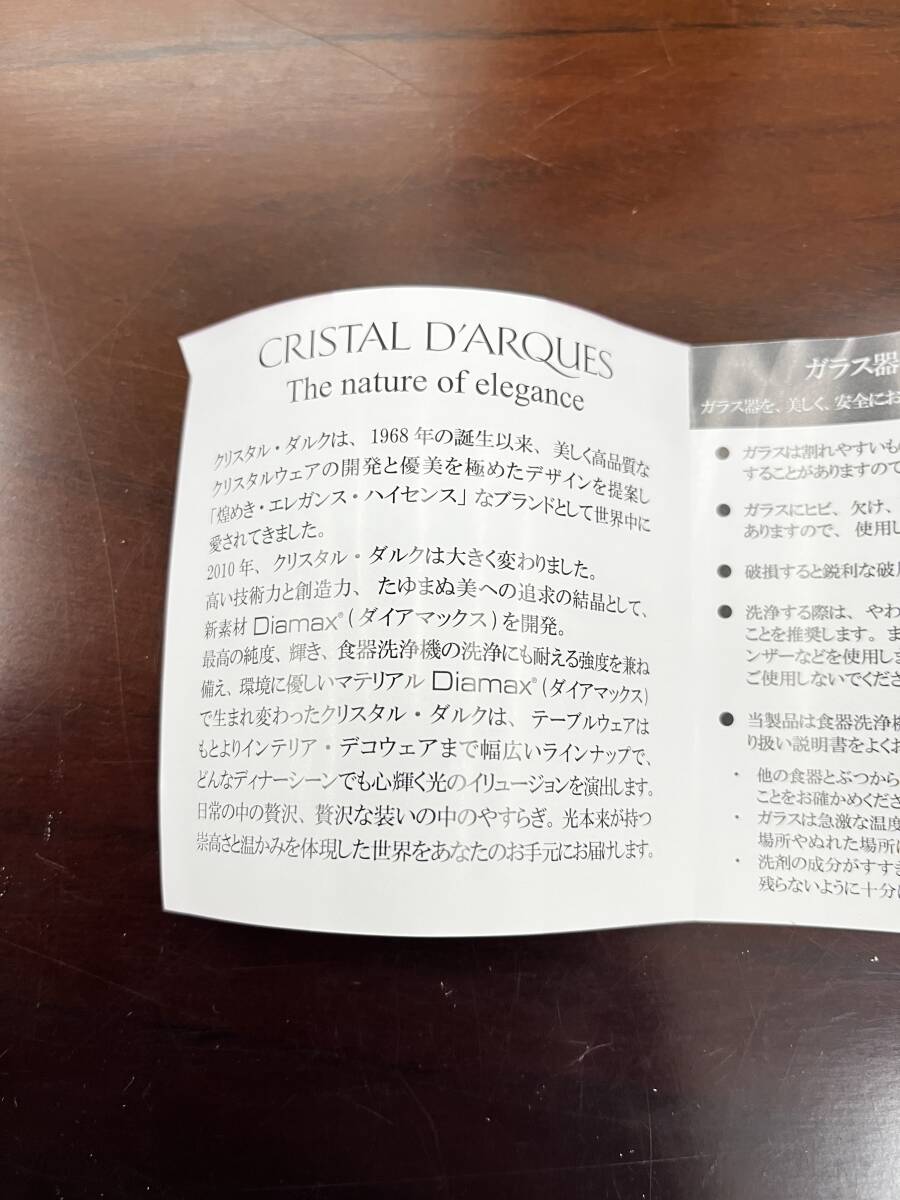 CRISTAL D'ARQUES
The nature of elegance
クリスタル・ダルクは、1968年の誕生以来、美しく高品質な
クリスタルウェアの開発と優美を極めたデザインを提案し
「煌めき・エレガンス・ハイセンス」なブランドとして世界中に
愛されてきました。
2010年、クリスタル・ダルクは大きく変わりました。
高い技術力と創造力、たゆまぬ美への追求の結晶として、
新素材 Diamax®(ダイアマックス)を開発。
最高の純度、輝き、食器洗浄機の洗浄にも耐える強度を兼ね
備え、環境に優しいマテリアル Diamax®(ダイアマックス)
で生まれ変わったクリスタル・ダルクは、テーブルウェアは
もとよりインテリア・デコウェアまで幅広いラインナップで、
どんなディナーシーンでも心輝く光のイリュージョンを演出します。
日常の中の贅沢、贅沢な装いの中のやすらぎ。光本来が持つ
崇高さと温かみを体現した世界をあなたのお手元にお届けします。
ガラス器
ガラス器を、美しく、安全にお
● ガラスは割れやすいも
することがありますので
● ガラスにヒビ、欠け、
ありますので、使用し
● 破損すると鋭利な破
● 洗浄する際は、やわ
ことを推奨します。ま
ンザーなどを使用しま
ご使用しないでくださ
● 当製品は食器洗浄機
り扱い説明書をよくお
・ 他の食器とぶつから
ことをお確かめくださ
・ ガラスは急激な温度
場所やぬれた場所に
・ 洗剤の成分がすすぎ
残らないように十分に